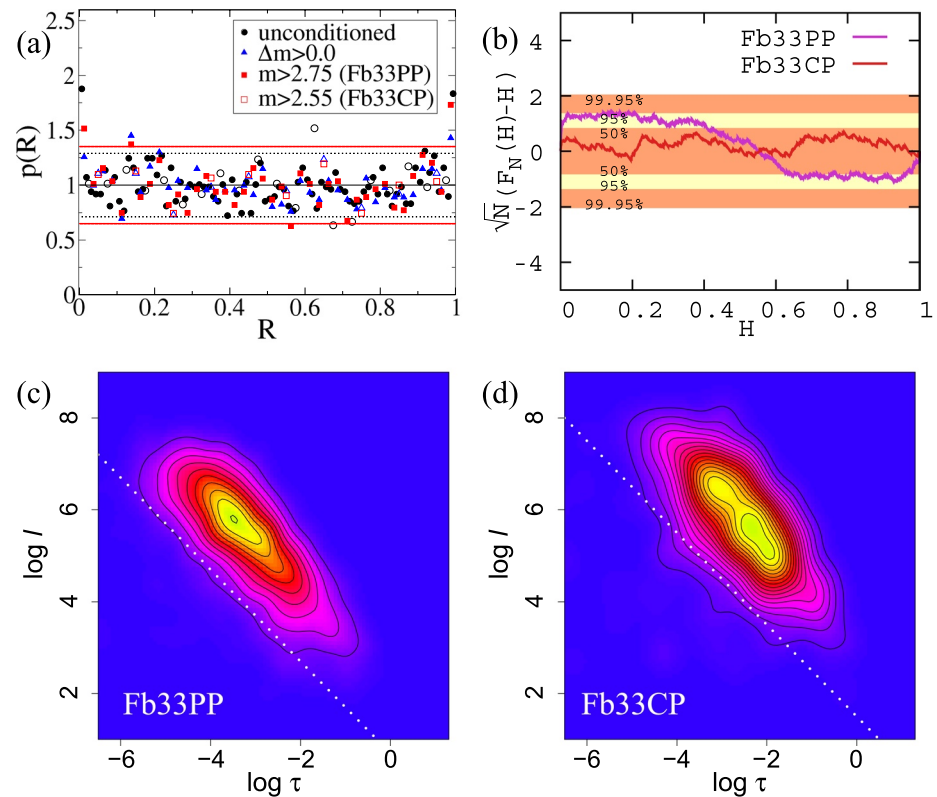 (a)
2.5
2
1.5
1
0.5
0
p(R)
unconditioned
Δm>0.0
m>2.75 (Fb33PP)
m>2.55 (Fb33CP)
0 0.2 0.4 0.6 0.8 1
R
(b)
4
2
0
-2
-4
√N(F_N(H)-H)
Fb33PP
Fb33CP
99.95%
95%
50%
50%
95%
99.95%
0 0.2 0.4 0.6 0.8 1
H
(c)
8
6
4
2
log l
Fb33PP
−6 −4 −2 0
log τ
(d)
8
6
4
2
log l
Fb33CP
−6 −4 −2 0
log τ